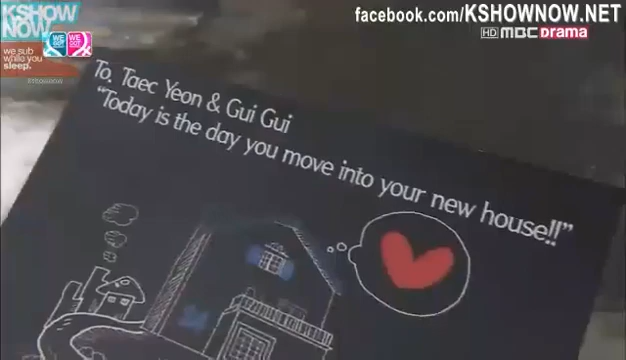 KSHOW
NOW
facebook.com/KSHOWNOW.NET
HD MBC drama
we sub
while you
sleep.
To. Taec Yeon & Gui Gui
"Today is the day you move into your new house!!"